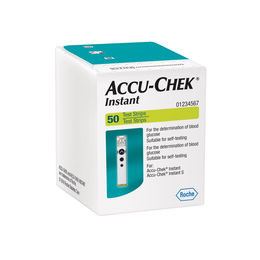 ACCU-CHEK®
Instant
01234567
50 Test Strips
Test Strips
For the determination of blood
glucose
Suitable for self-testing
For the determination of blood
glucose
Suitable for self-testing
For:
Accu-Chek® Instant
Accu-Chek® Instant S
Roche